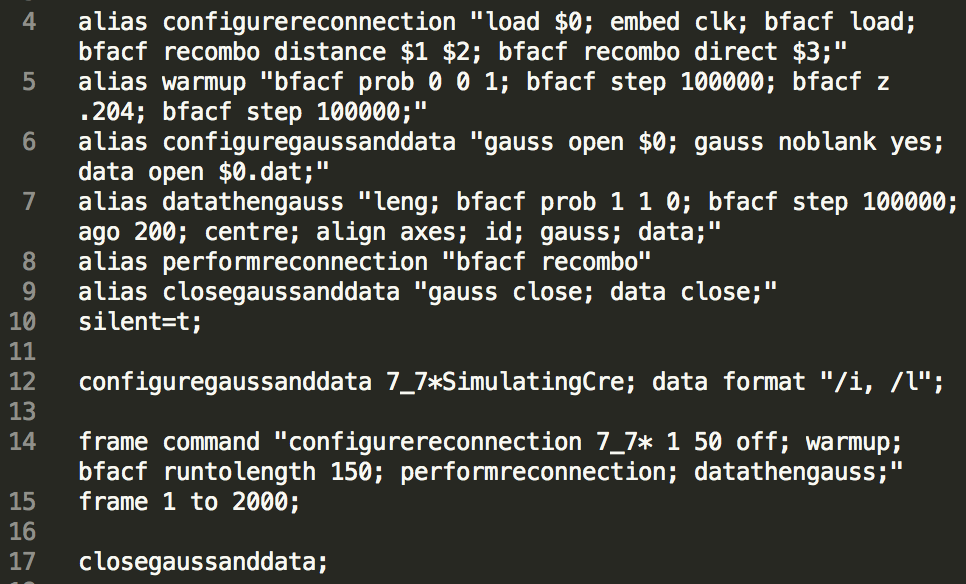 4 alias configurereconnection "load $0; embed clk; bfacf load;
bfacf recombo distance $1 $2; bfacf recombo direct $3;"
5 alias warmup "bfacf prob 0 0 1; bfacf step 100000; bfacf z
.204; bfacf step 100000;"
6 alias configuregaussanddata "gauss open $0; gauss noblank yes;
data open $0.dat;"
7 alias datathengauss "leng; bfacf prob 1 1 0; bfacf step 100000;
ago 200; centre; align axes; id; gauss; data;"
8 alias performreconnection "bfacf recombo"
9 alias closegaussanddata "gauss close; data close;"
10 silent=t;
11
12 configuregaussanddata 7_7*SimulatingCre; data format "/i, /l";
13
14 frame command "configurereconnection 7_7* 1 50 off; warmup;
bfacf runtolength 150; performreconnection; datathengauss;"
15 frame 1 to 2000;
16
17 closegaussanddata;